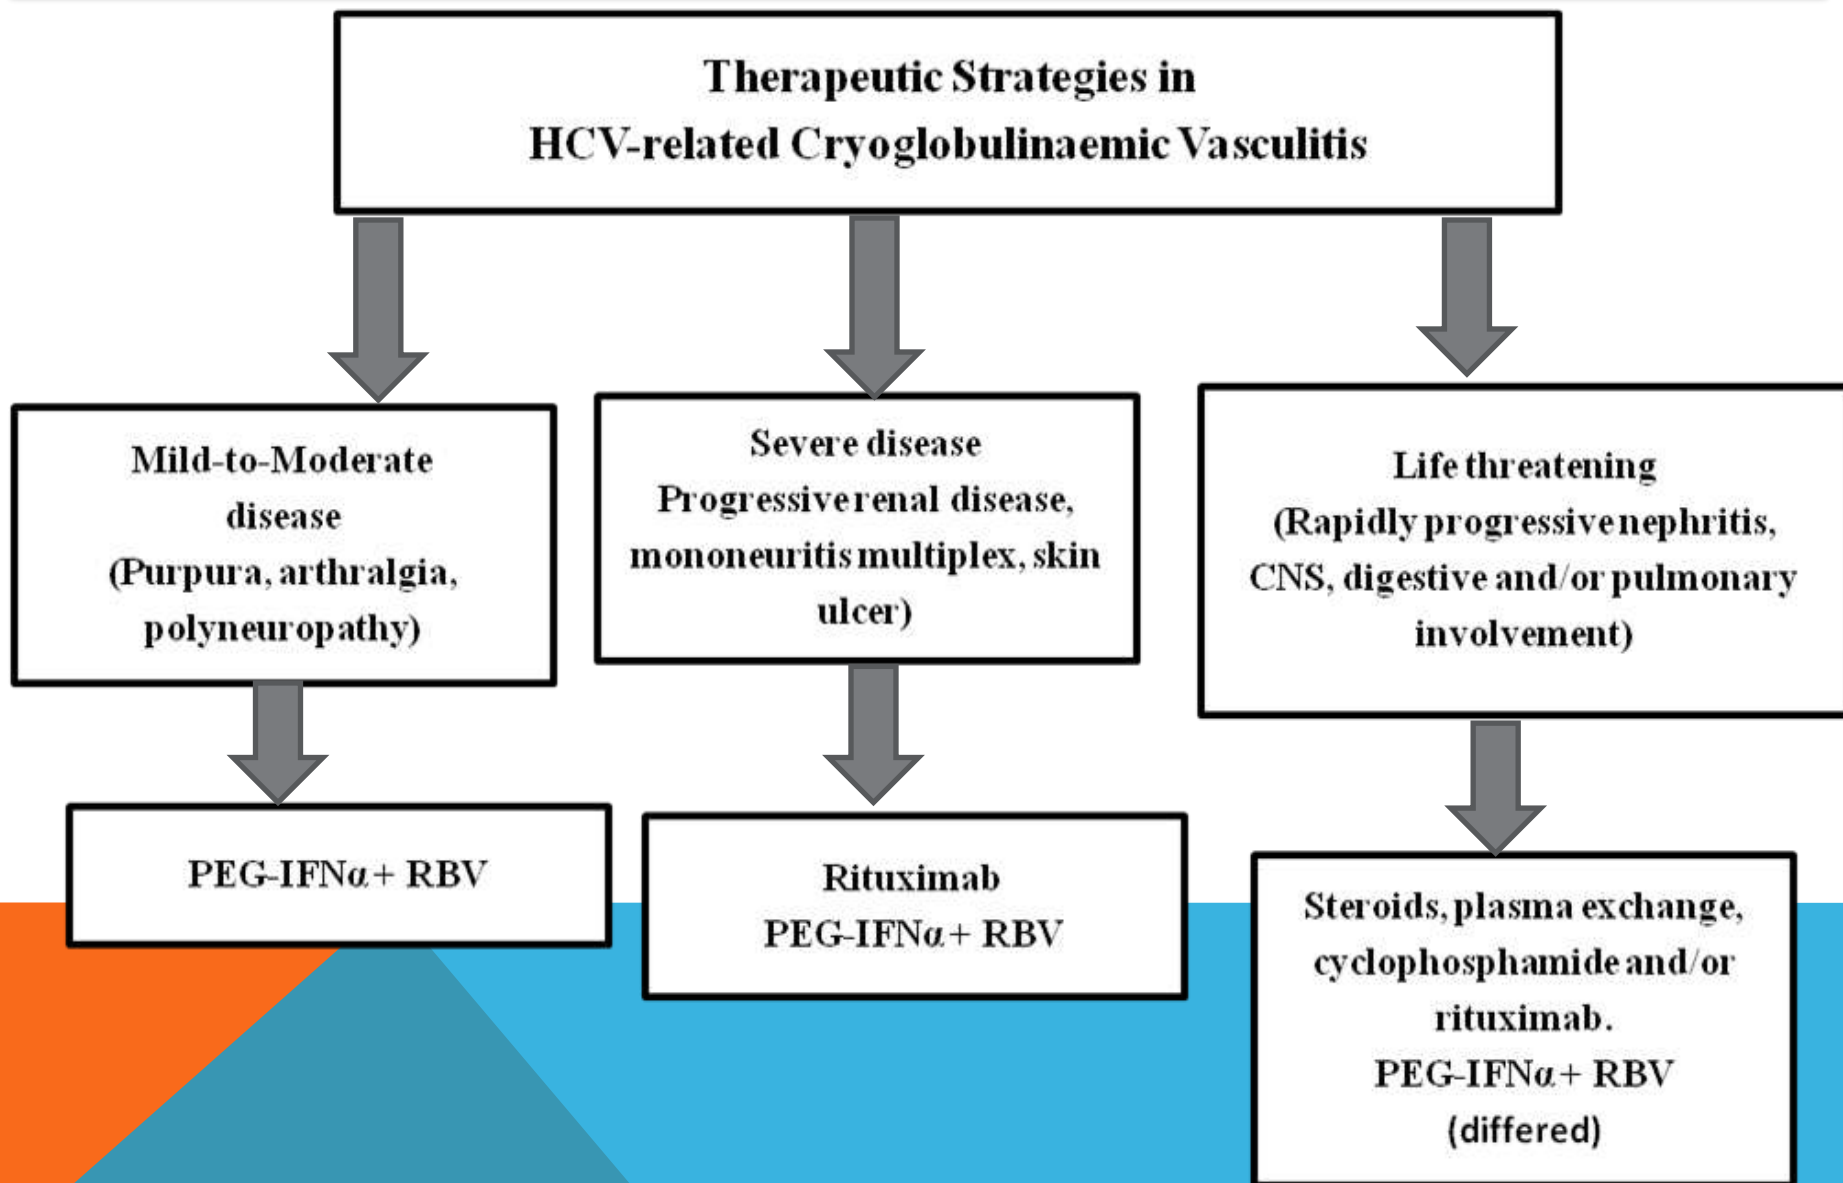 Therapeutic Strategies in
HCV-related Cryoglobulinaemic Vasculitis
Mild-to-Moderate
disease
(Purpura, arthralgia,
polyneuropathy)
Severe disease
Progressive renal disease,
mononeuritis multiplex, skin
ulcer)
Life threatening
(Rapidly progressive nephritis,
CNS, digestive and/or pulmonary
involvement)
PEG-IFNα + RBV
Rituximab
PEG-IFNα + RBV
Steroids, plasma exchange,
cyclophosphamide and/or
rituximab.
PEG-IFNα + RBV
(differed)